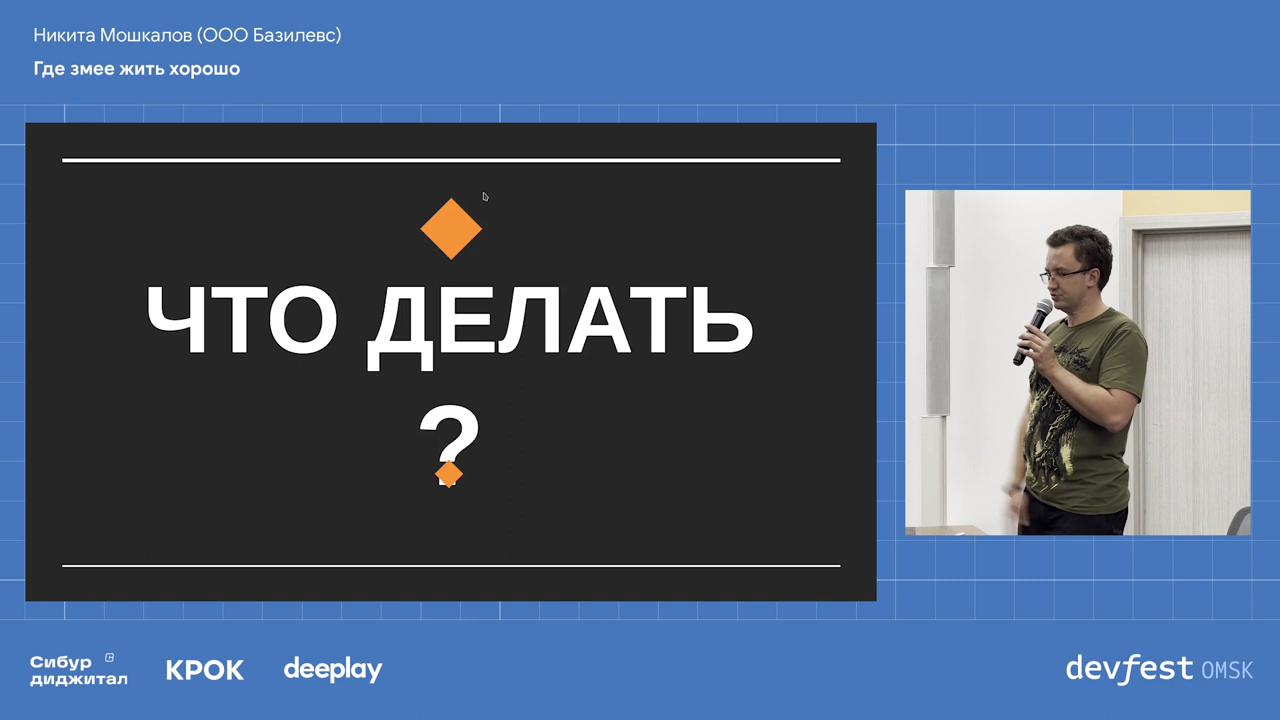 Никита Мошкалов (ООО Базилевс)
Где змее жить хорошо
ЧТО ДЕЛАТЬ
?
Сибур
диджитал
КРОК
deeplay
devfest OMSK